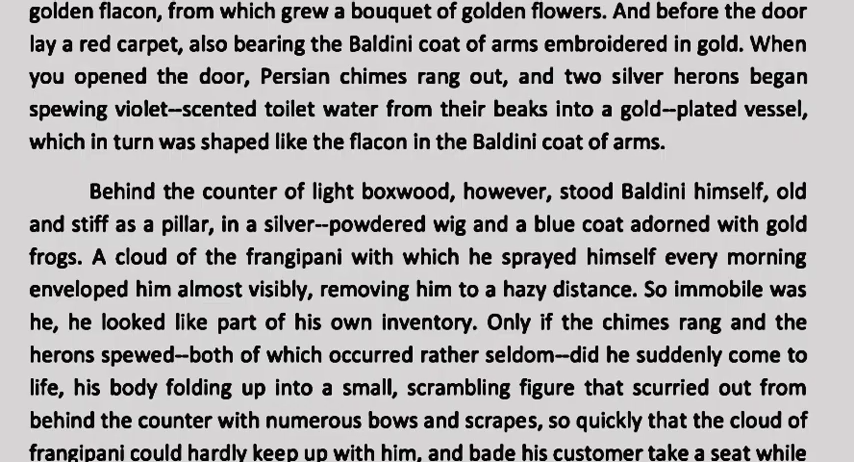 golden flacon, from which grew a bouquet of golden flowers. And before the door
lay a red carpet, also bearing the Baldini coat of arms embroidered in gold. When
you opened the door, Persian chimes rang out, and two silver herons began
spewing violet--scented toilet water from their beaks into a gold--plated vessel,
which in turn was shaped like the flacon in the Baldini coat of arms.
Behind the counter of light boxwood, however, stood Baldini himself, old
and stiff as a pillar, in a silver--powdered wig and a blue coat adorned with gold
frogs. A cloud of the frangipani with which he sprayed himself every morning
enveloped him almost visibly, removing him to a hazy distance. So immobile was
he, he looked like part of his own inventory. Only if the chimes rang and the
herons spewed--both of which occurred rather seldom--did he suddenly come to
life, his body folding up into a small, scrambling figure that scurried out from
behind the counter with numerous bows and scrapes, so quickly that the cloud of
frangipani could hardly keep up with him, and bade his customer take a seat while